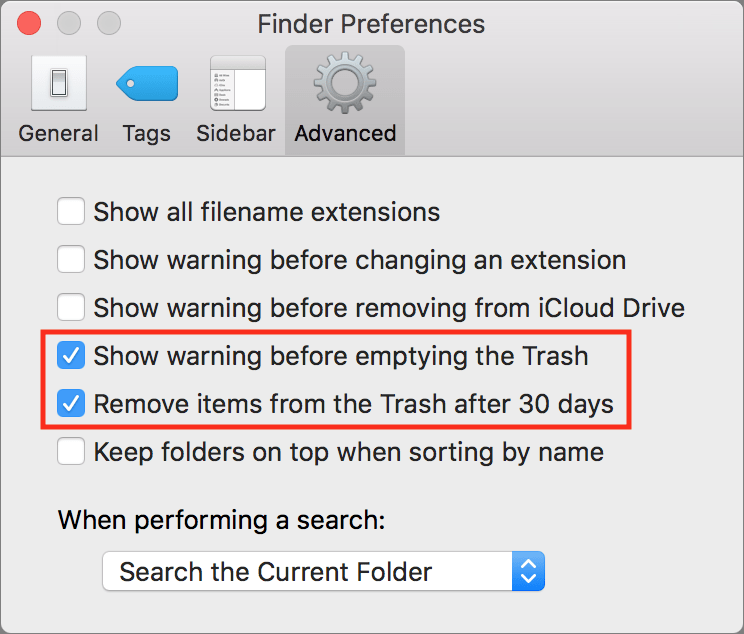 Finder Preferences
General Tags Sidebar Advanced
Show all filename extensions
Show warning before changing an extension
Show warning before removing from iCloud Drive
Show warning before emptying the Trash
Remove items from the Trash after 30 days
Keep folders on top when sorting by name
When performing a search:
Search the Current Folder